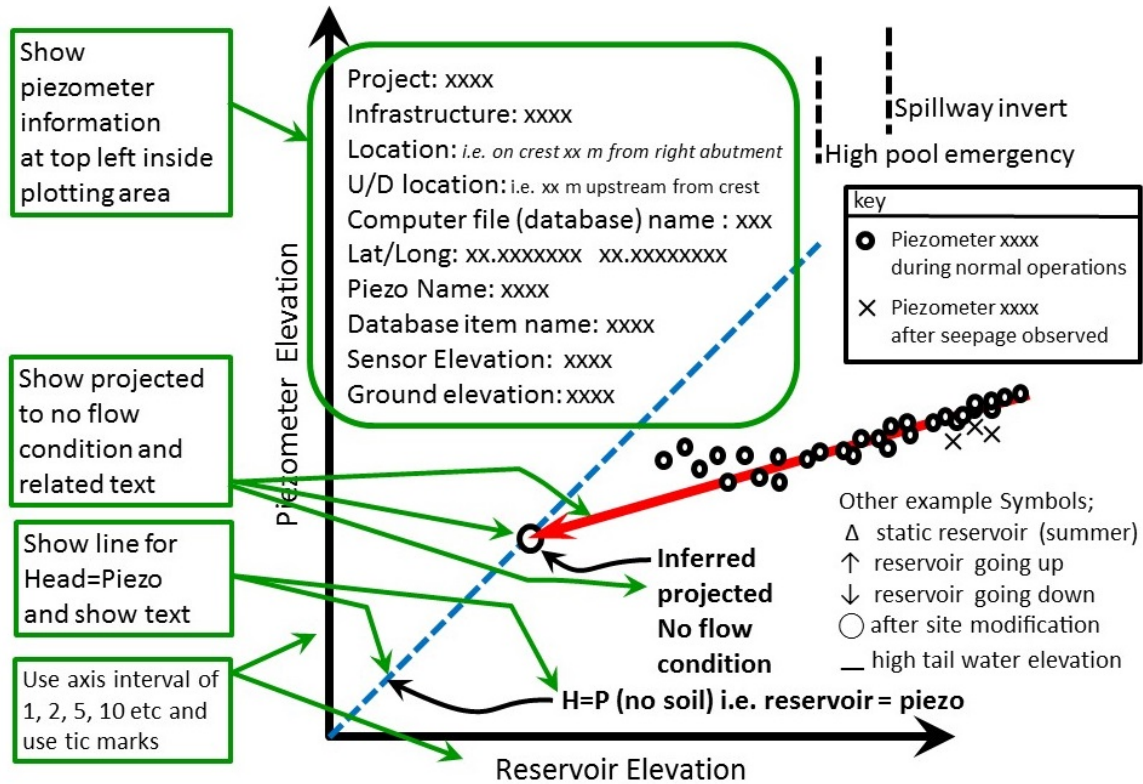 Show
piezometer
information
at top left inside
plotting area
Project: xxxx
Infrastructure: xxxx
Location: i.e. on crest xx m from right abutment
U/D location: i.e. xx m upstream from crest
Computer file (database) name : xxx
Lat/Long: xx.xxxxxxx xx.xxxxxxxx
Piezo Name: xxxx
Database item name: xxxx
Sensor Elevation: xxxx
Ground elevation: xxxx
Spillway invert
High pool emergency
key
Piezometer xxxx
during normal operations
× Piezometer xxxx
after seepage observed
Piezometer Elevation
Show projected
to no flow
condition and
related text
Show line for
Head=Piezo
and show text
Use axis interval of
1, 2, 5, 10 etc and
use tic marks
Inferred
projected
No flow
condition
H=P (no soil) i.e. reservoir = piezo
Other example Symbols;
Δ static reservoir (summer)
↑ reservoir going up
↓ reservoir going down
◯ after site modification
— high tail water elevation
Reservoir Elevation